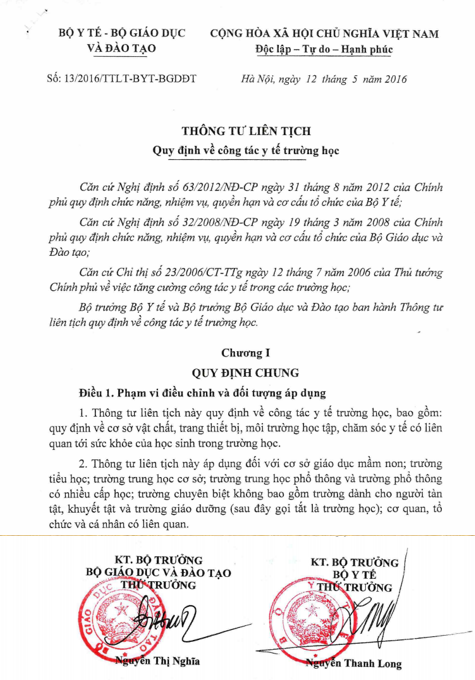 BỘ Y TẾ - BỘ GIÁO DỤC
VÀ ĐÀO TẠO
CỘNG HÒA XÃ HỘI CHỦ NGHĨA VIỆT NAM
Độc lập – Tự do – Hạnh phúc
Số: 13/2016/TTLT-BYT-BGDĐT
Hà Nội, ngày 12 tháng 5 năm 2016
THÔNG TƯ LIÊN TỊCH
Quy định về công tác y tế trường học
Căn cứ Nghị định số 63/2012/NĐ-CP ngày 31 tháng 8 năm 2012 của Chính
phủ quy định chức năng, nhiệm vụ, quyền hạn và cơ cấu tổ chức của Bộ Y tế;
Căn cứ Nghị định số 32/2008/NĐ-CP ngày 19 tháng 3 năm 2008 của Chính
phủ quy định chức năng, nhiệm vụ, quyền hạn và cơ cấu tổ chức của Bộ Giáo dục và
Đào tạo;
Căn cứ Chỉ thị số 23/2006/CT-TTg ngày 12 tháng 7 năm 2006 của Thủ tướng
Chính phủ về việc tăng cường công tác y tế trong các trường học;
Bộ trưởng Bộ Y tế và Bộ trưởng Bộ Giáo dục và Đào tạo ban hành Thông tư
liên tịch quy định về công tác y tế trường học.
Chương I
QUY ĐỊNH CHUNG
Điều 1. Phạm vi điều chỉnh và đối tượng áp dụng
1. Thông tư liên tịch này quy định về công tác y tế trường học, bao gồm:
quy định về cơ sở vật chất, trang thiết bị, môi trường học tập, chăm sóc y tế có liên
quan tới sức khỏe của học sinh trong trường học.
2. Thông tư liên tịch này áp dụng đối với cơ sở giáo dục mầm non; trường
tiểu học; trường trung học cơ sở; trường trung học phổ thông và trường phổ thông
có nhiều cấp học; trường chuyên biệt không bao gồm trường dành cho người tàn
tật, khuyết tật và trường giáo dưỡng (sau đây gọi tắt là trường học); cơ quan, tổ
chức và cá nhân có liên quan.
KT. BỘ TRƯỞNG
BỘ GIÁO DỤC VÀ ĐÀO TẠO
THỨ TRƯỞNG
Nguyễn Thị Nghĩa
KT. BỘ TRƯỞNG
BỘ Y TẾ
THỨ TRƯỞNG
Nguyễn Thanh Long